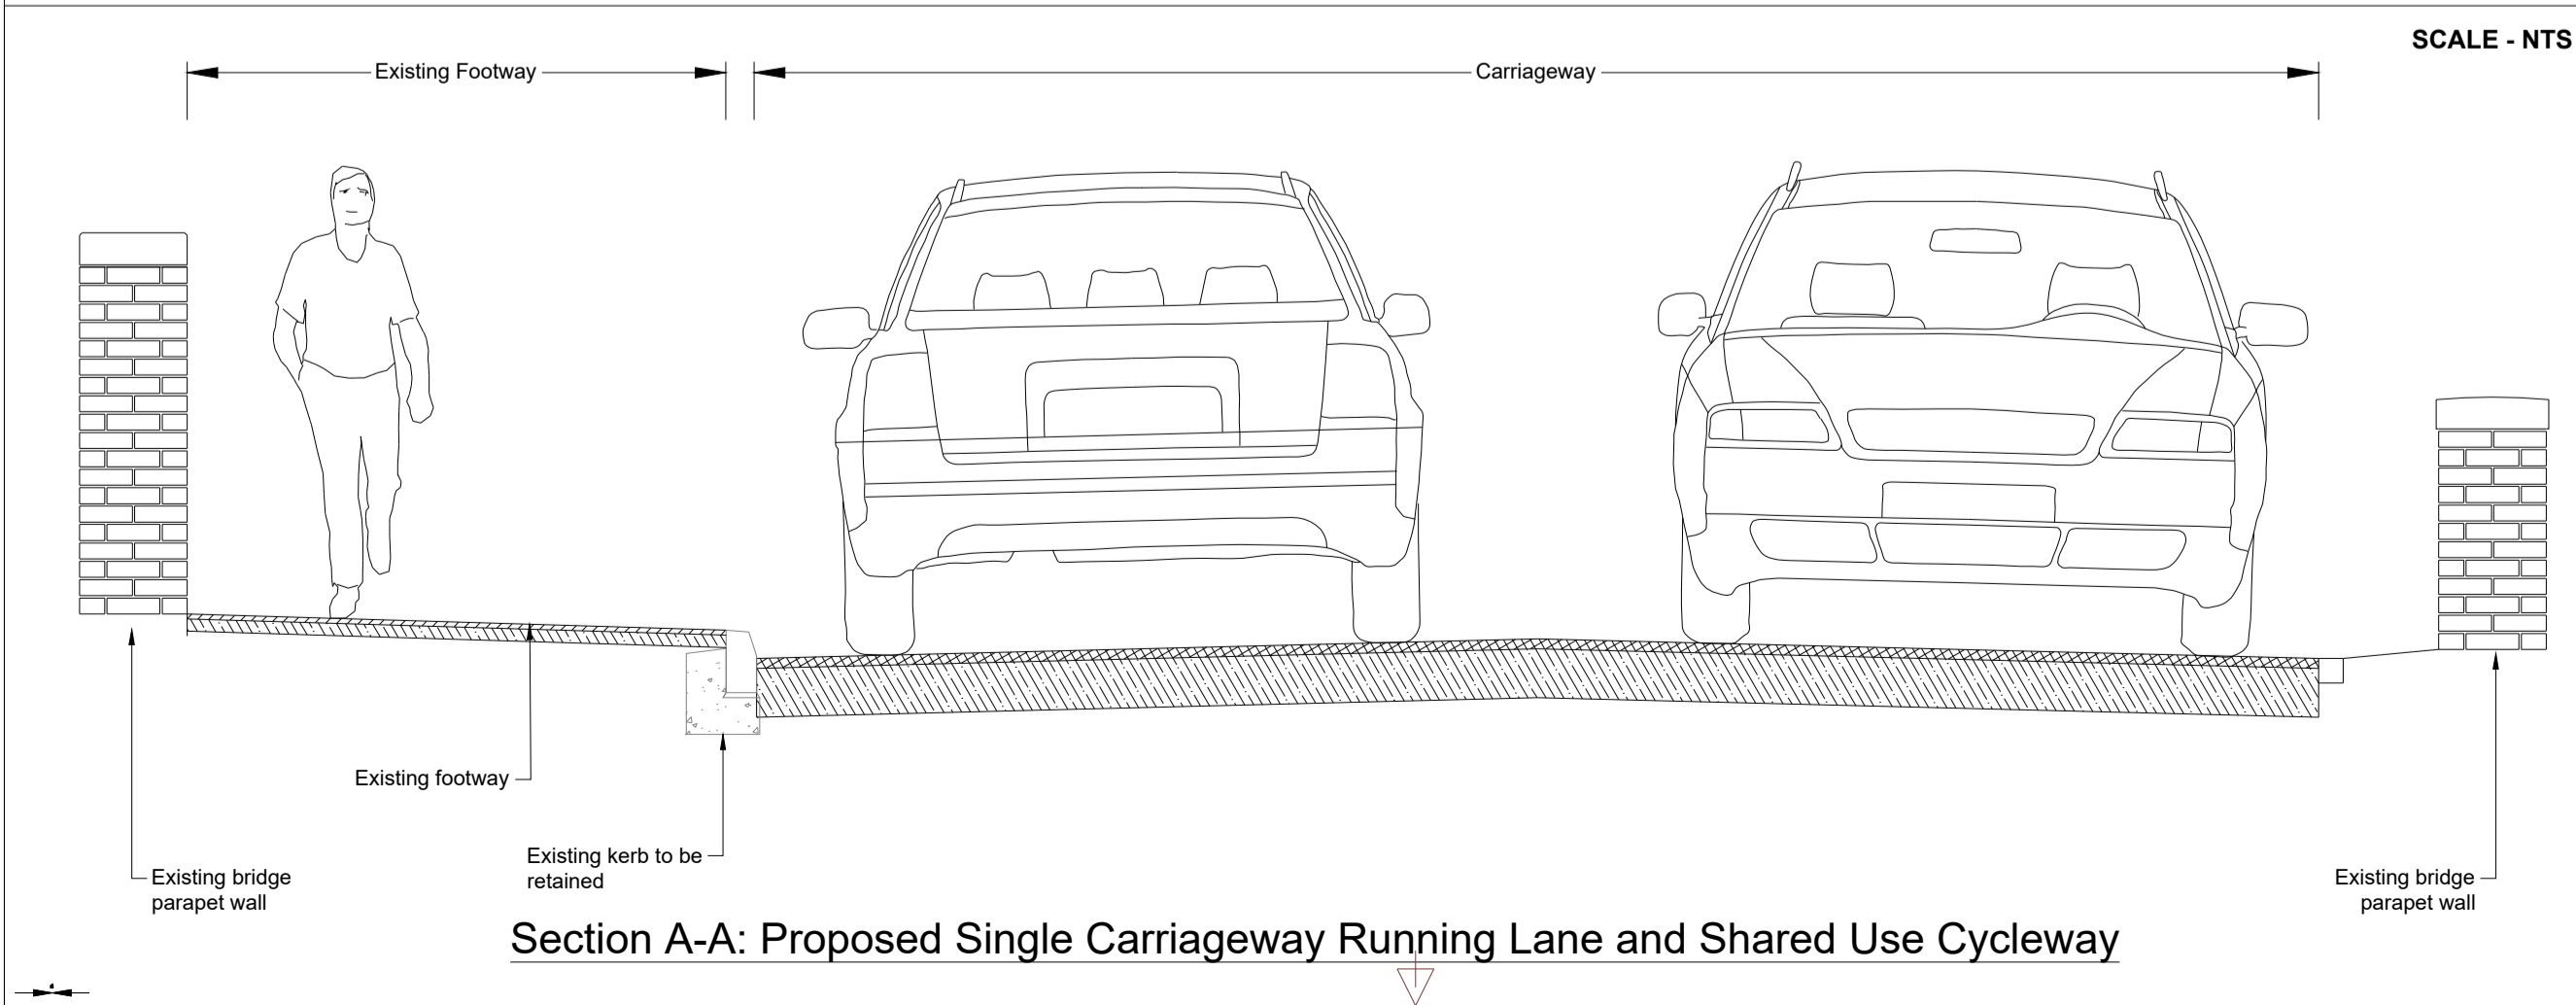 SCALE - NTS
Existing Footway
Carriageway
Existing footway
Existing kerb to be
retained
Existing bridge
parapet wall
Existing bridge
parapet wall
Section A-A: Proposed Single Carriageway Running Lane and Shared Use Cycleway